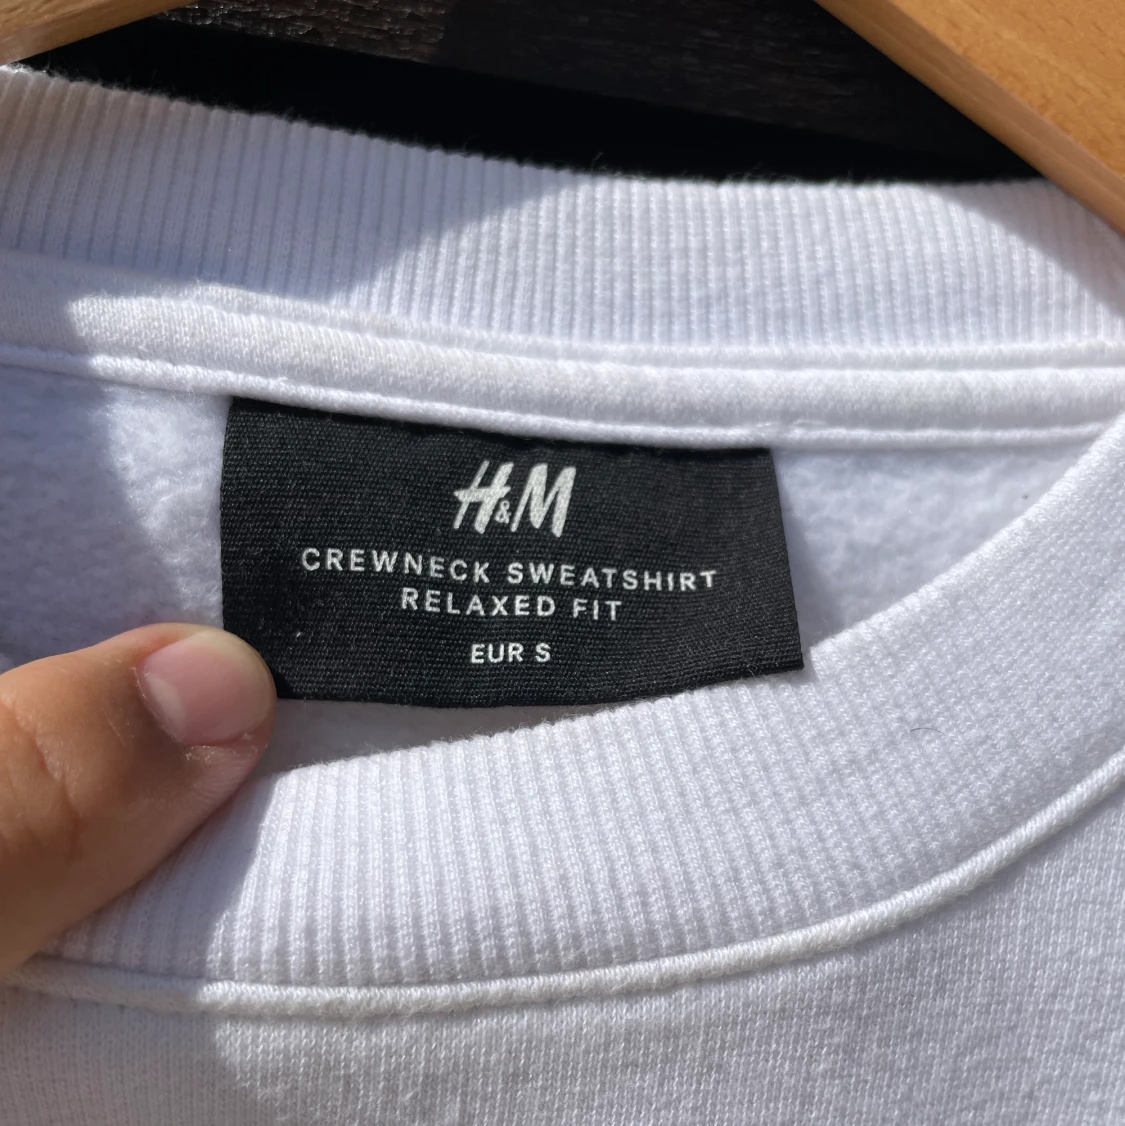 H&M
CREWNECK SWEATSHIRT
RELAXED FIT
EUR S